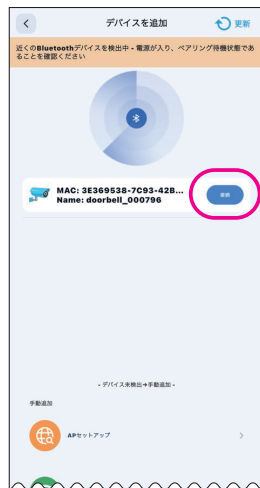 デバイスを追加
更新
近くのBluetoothデバイスを検出中 - 電源が入り、ペアリング待機状態であ
ることを確認ください
MAC: 3E369538-7C93-42B...
Name: doorbell_000796
- デバイス未検出➔手動追加 -
手動追加
APセットアップ